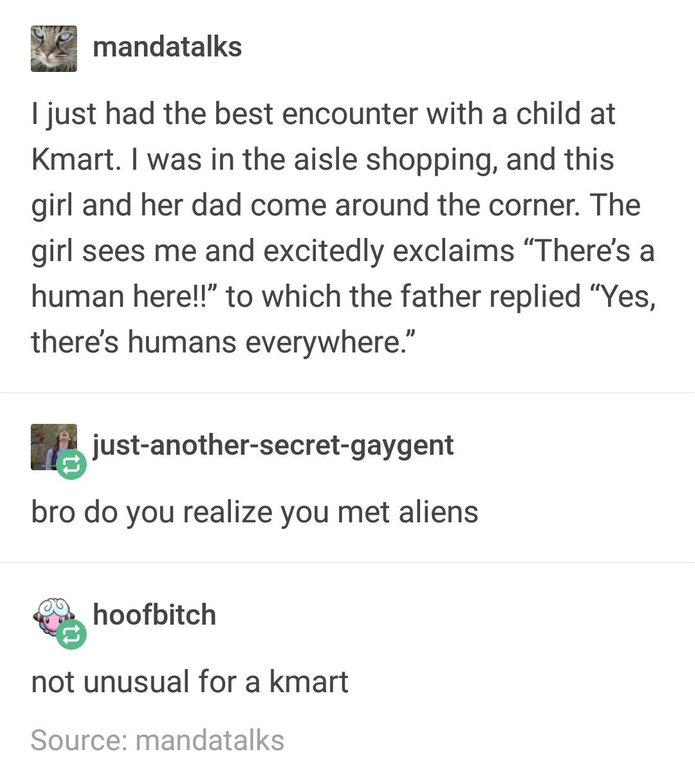 mandatalks
I just had the best encounter with a child at
Kmart. I was in the aisle shopping, and this
girl and her dad come around the corner. The
girl sees me and excitedly exclaims “There’s a
human here!!” to which the father replied “Yes,
there’s humans everywhere.”
just-another-secret-gaygent
bro do you realize you met aliens
hoofbitch
not unusual for a kmart
Source: mandatalks